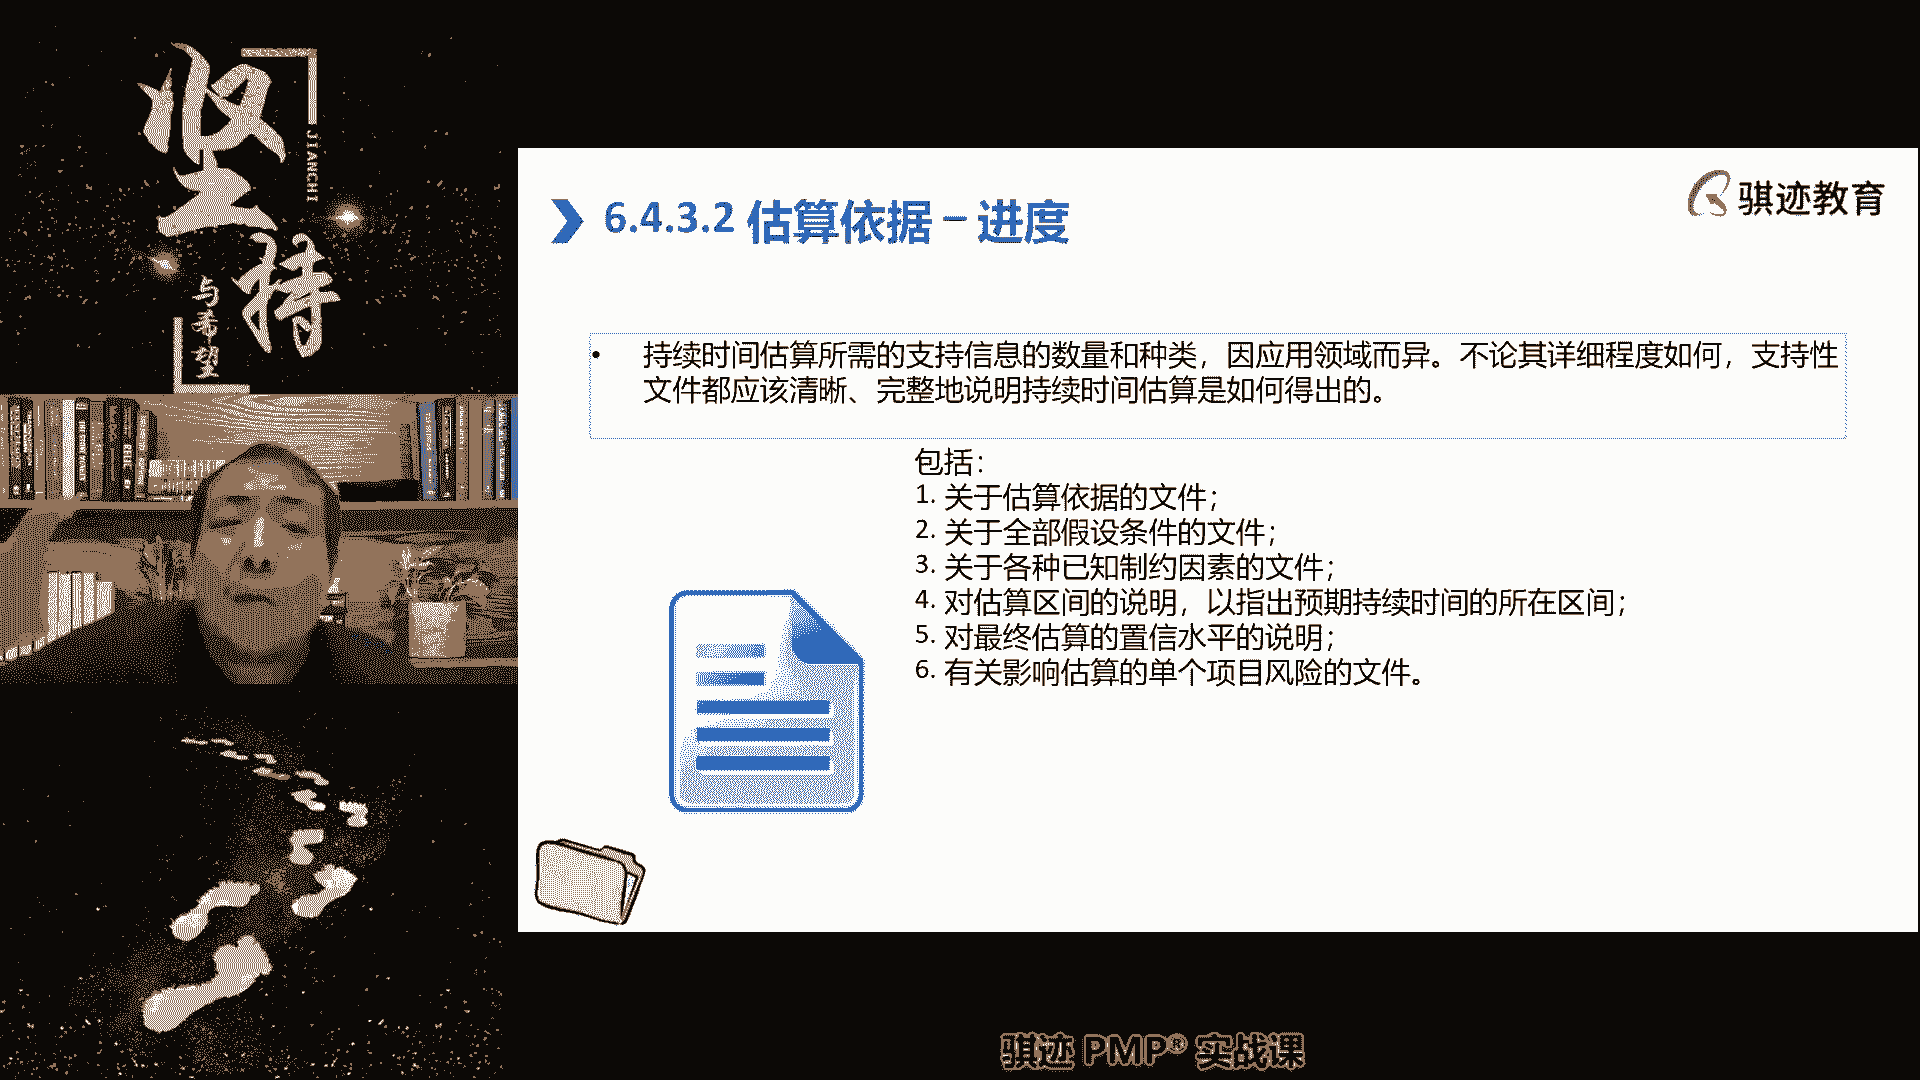 坚持
JIANCHI
与希望
骐迹教育
6.4.3.2 估算依据 – 进度
• 持续时间估算所需的支持信息的数量和种类，因应用领域而异。不论其详细程度如何，支持性
文件都应该清晰、完整地说明持续时间估算是如何得出的。
包括：
1. 关于估算依据的文件；
2. 关于全部假设条件的文件；
3. 关于各种已知制约因素的文件；
4. 对估算区间的说明，以指出预期持续时间的所在区间；
5. 对最终估算的置信水平的说明；
6. 有关影响估算的单个项目风险的文件。
骐迹 PMP® 实战课